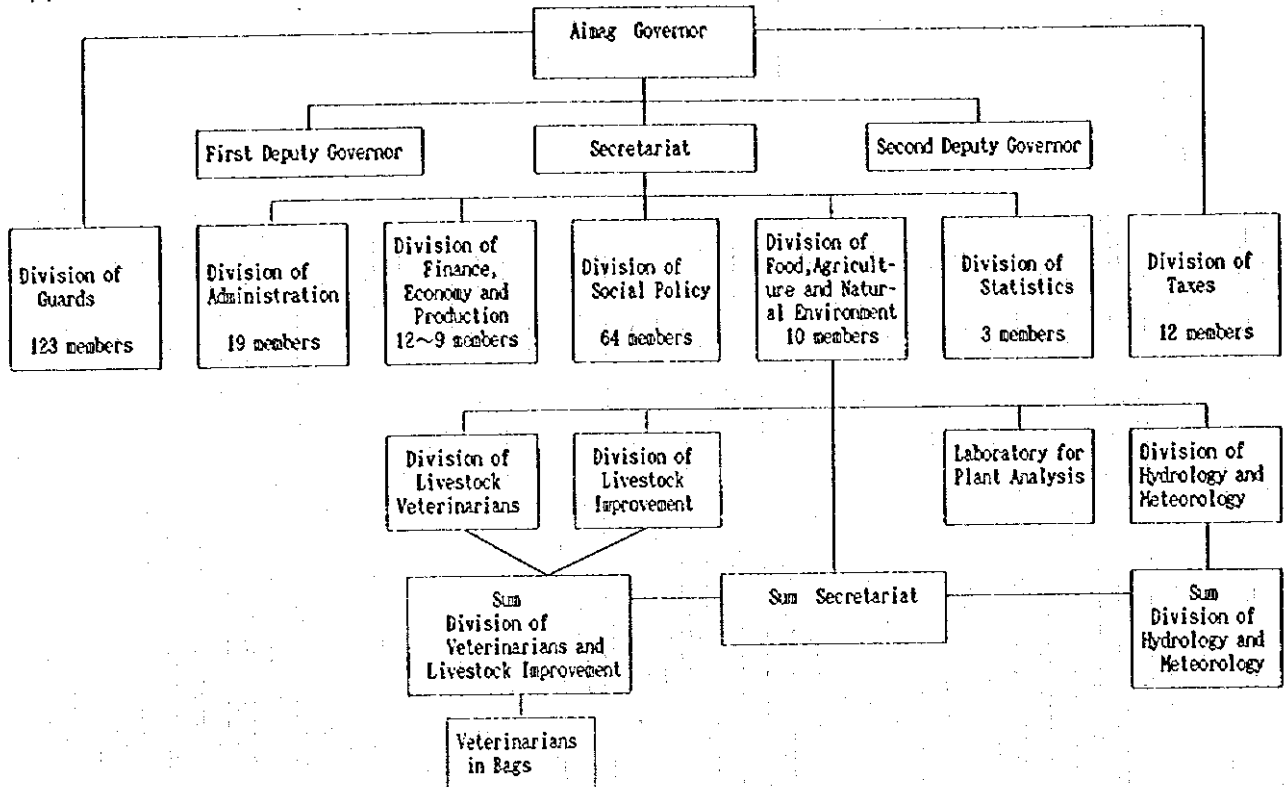 Aimag Governor
First Deputy Governor
Secretariat
Second Deputy Governor
Division of
Guards
123 members
Division of
Administration
19 members
Division of
Finance,
Economy and
Production
12~9 members
Division of
Social Policy
64 members
Division of
Food,Agricult-
ure and Natur-
al Environment
10 members
Division of
Statistics
3 members
Division of
Taxes
12 members
Division of
Livestock
Veterinarians
Division of
Livestock
Improvement
Laboratory for
Plant Analysis
Division of
Hydrology and
Meteorology
Sum
Division of
Veterinarians and
Livestock Improvement
Sum Secretariat
Sum
Division of
Hydrology and
Meteorology
Veterinarians
in Bags